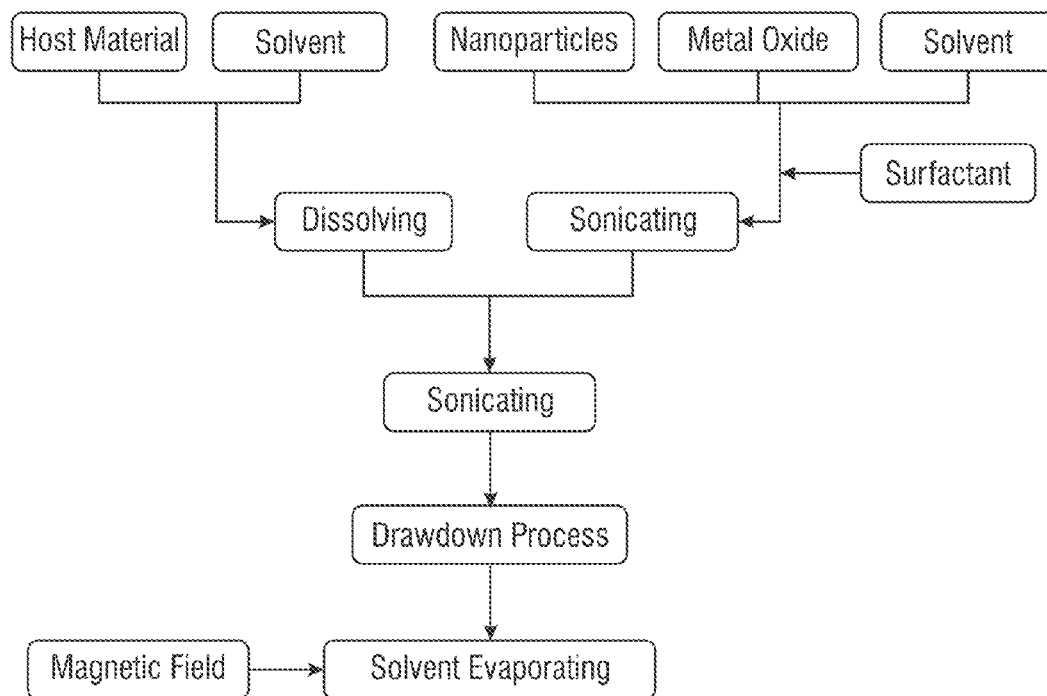 Host Material
Solvent
Nanoparticles
Metal Oxide
Solvent
Surfactant
Dissolving
Sonicating
Sonicating
Drawdown Process
Magnetic Field
Solvent Evaporating